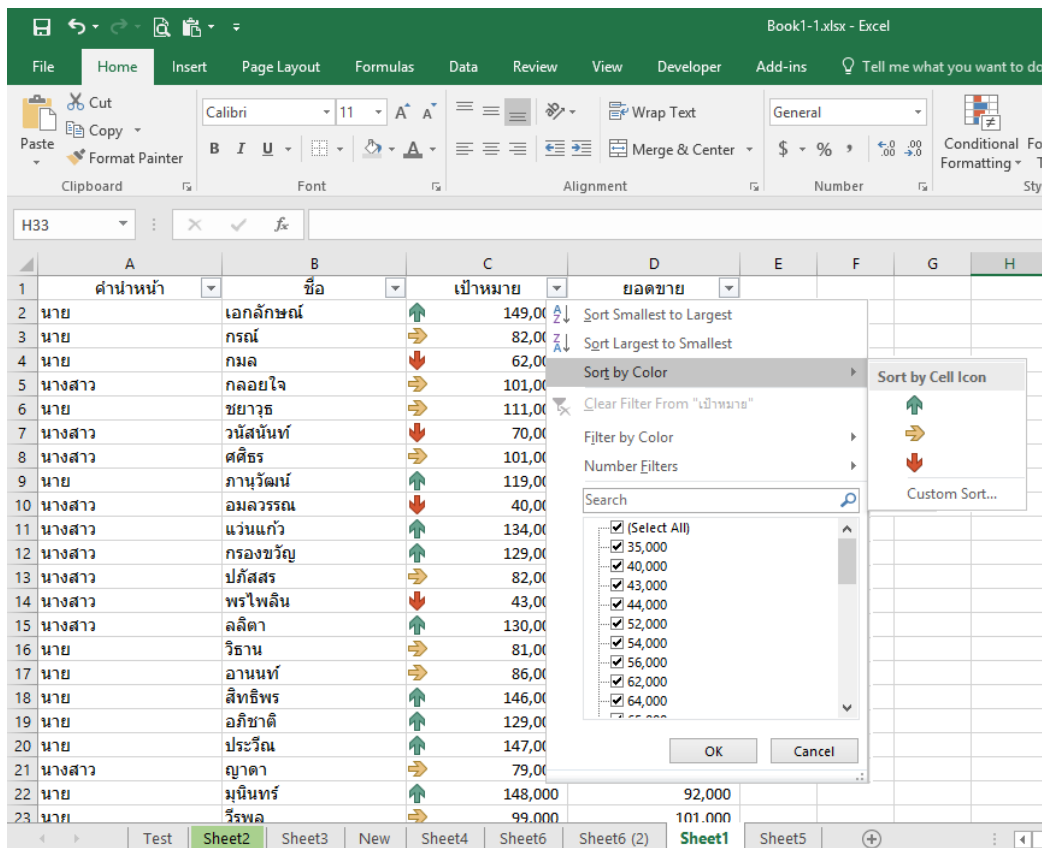 Book1-1.xlsx - Excel
File Home Insert Page Layout Formulas Data Review View Developer Add-ins Tell me what you want to do
Paste
Cut
Copy
Format Painter
Clipboard
Calibri 11
B I U
Font
Wrap Text
Merge & Center
Alignment
General
$ % ,
Number
Conditional
Formatting
H33 fx
A B C D E F G H
1 คำนำหน้า ชื่อ เป้าหมาย ยอดขาย
2 นาย เอกลักษณ์ 149,00
3 นาย กรณ์ 82,00
4 นาย กมล 62,00
5 นางสาว กลอยใจ 101,00
6 นาย ชยาวุธ 111,00
7 นางสาว วนัสนันท์ 70,00
8 นางสาว ศศิธร 101,00
9 นาย ภานุวัฒน์ 119,00
10 นางสาว อมลวรรณ 40,00
11 นางสาว แว่นแก้ว 134,00
12 นางสาว กรองขวัญ 129,00
13 นางสาว ปภัสสร 82,00
14 นางสาว พรไพลิน 43,00
15 นางสาว ลลิตา 130,00
16 นาย วิธาน 81,00
17 นาย อานนท์ 86,00
18 นาย สิทธิพร 146,00
19 นาย อภิชาติ 129,00
20 นาย ประวีณ 147,00
21 นางสาว ญาดา 79,00
22 นาย มุนินทร์ 148,000 92,000
23 นาย วีรพล 99,000 101,000
Sort Smallest to Largest
Sort Largest to Smallest
Sort by Color
Clear Filter From "เป้าหมาย"
Filter by Color
Number Filters
Search
(Select All)
35,000
40,000
43,000
44,000
52,000
54,000
56,000
62,000
64,000
OK Cancel
Sort by Cell Icon
Custom Sort...
Test Sheet2 Sheet3 New Sheet4 Sheet6 Sheet6 (2) Sheet1 Sheet5